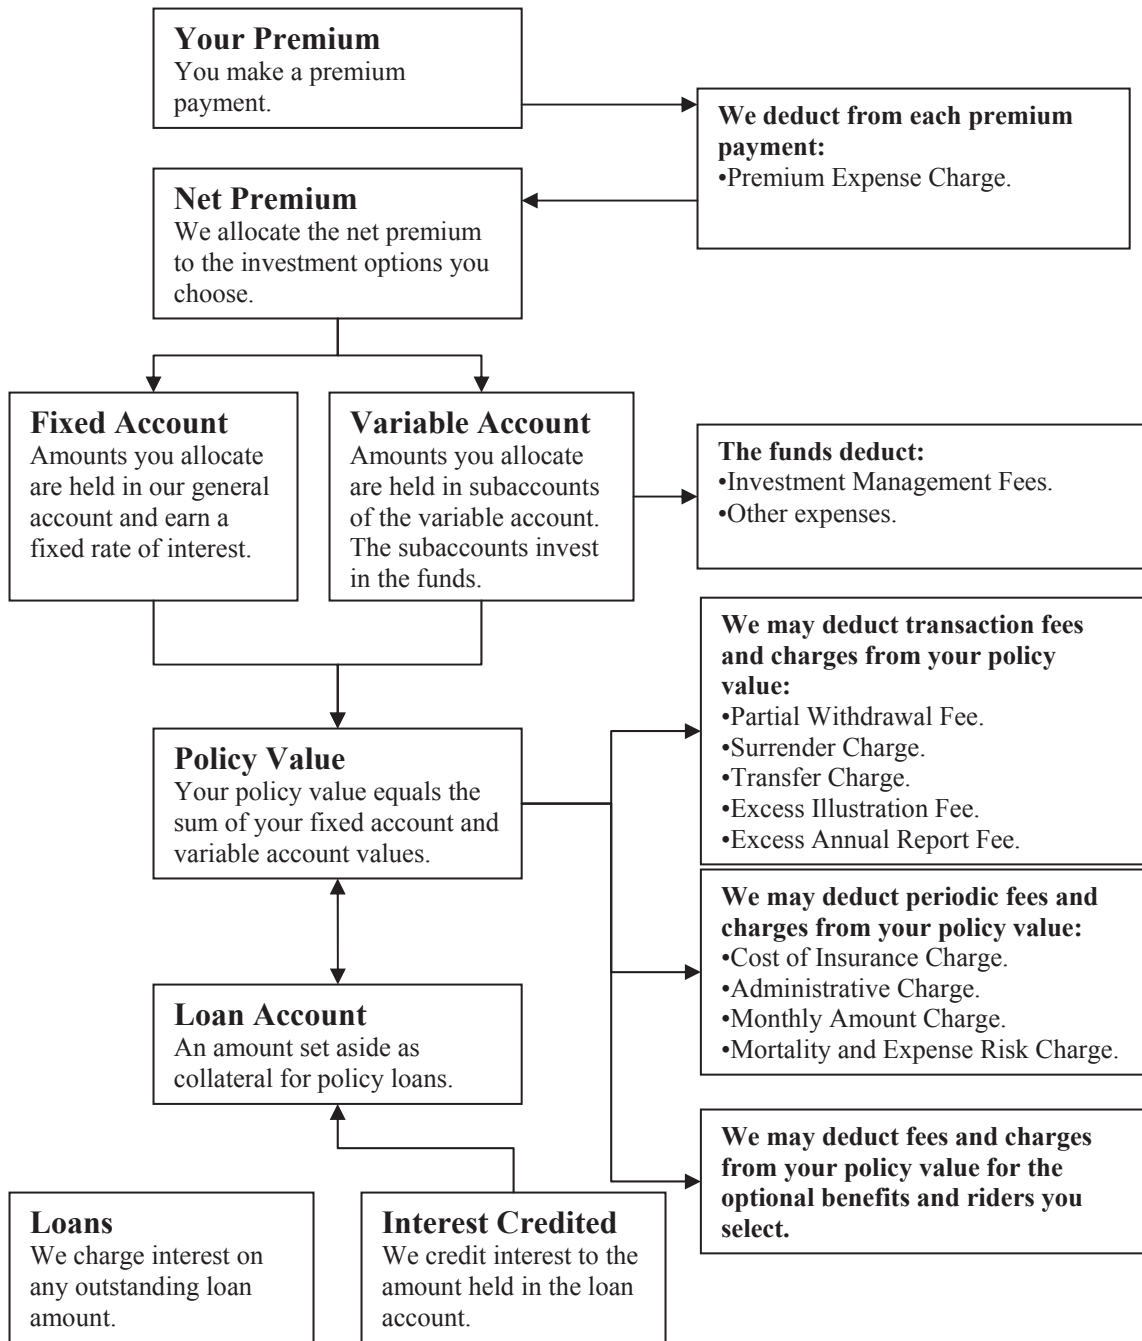 Your Premium
You make a premium
payment.
We deduct from each premium
payment:
•Premium Expense Charge.
Net Premium
We allocate the net premium
to the investment options you
choose.
Fixed Account
Amounts you allocate
are held in our general
account and earn a
fixed rate of interest.
Variable Account
Amounts you allocate
are held in subaccounts
of the variable account.
The subaccounts invest
in the funds.
The funds deduct:
•Investment Management Fees.
•Other expenses.
We may deduct transaction fees
and charges from your policy
value:
•Partial Withdrawal Fee.
•Surrender Charge.
•Transfer Charge.
•Excess Illustration Fee.
•Excess Annual Report Fee.
Policy Value
Your policy value equals the
sum of your fixed account and
variable account values.
We may deduct periodic fees and
charges from your policy value:
•Cost of Insurance Charge.
•Administrative Charge.
•Monthly Amount Charge.
•Mortality and Expense Risk Charge.
Loan Account
An amount set aside as
collateral for policy loans.
We may deduct fees and charges
from your policy value for the
optional benefits and riders you
select.
Loans
We charge interest on
any outstanding loan
amount.
Interest Credited
We credit interest to the
amount held in the loan
account.